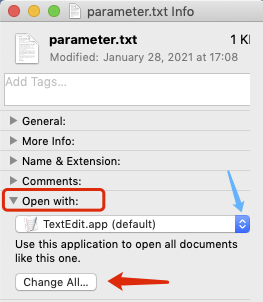 parameter.txt Info
parameter.txt
1 K
Modified: January 28, 2021 at 17:08
Add Tags...
General:
More Info:
Name & Extension:
Comments:
Open with:
TextEdit.app (default)
Use this application to open all documents
like this one.
Change All...